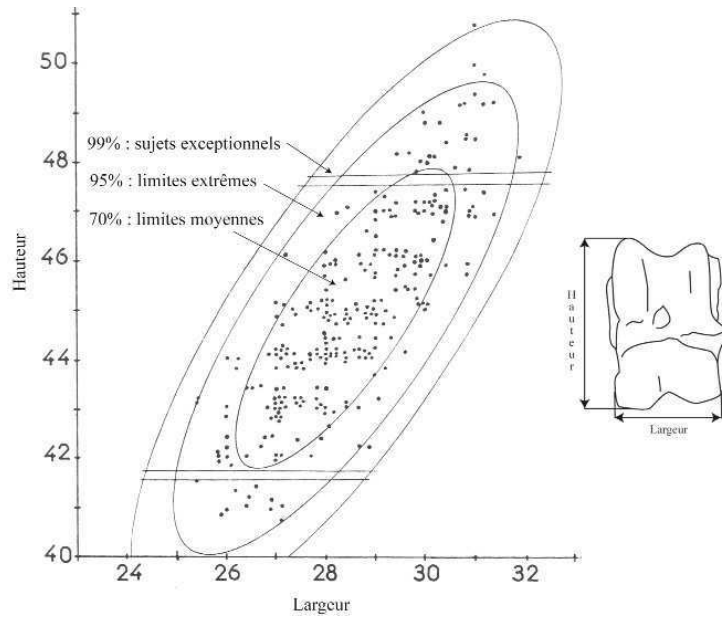 50
48
46
44
42
40
Hauteur
99% : sujets exceptionnels
95% : limites extrêmes
70% : limites moyennes
24
26
28
30
32
Largeur
Hauteur
Largeur